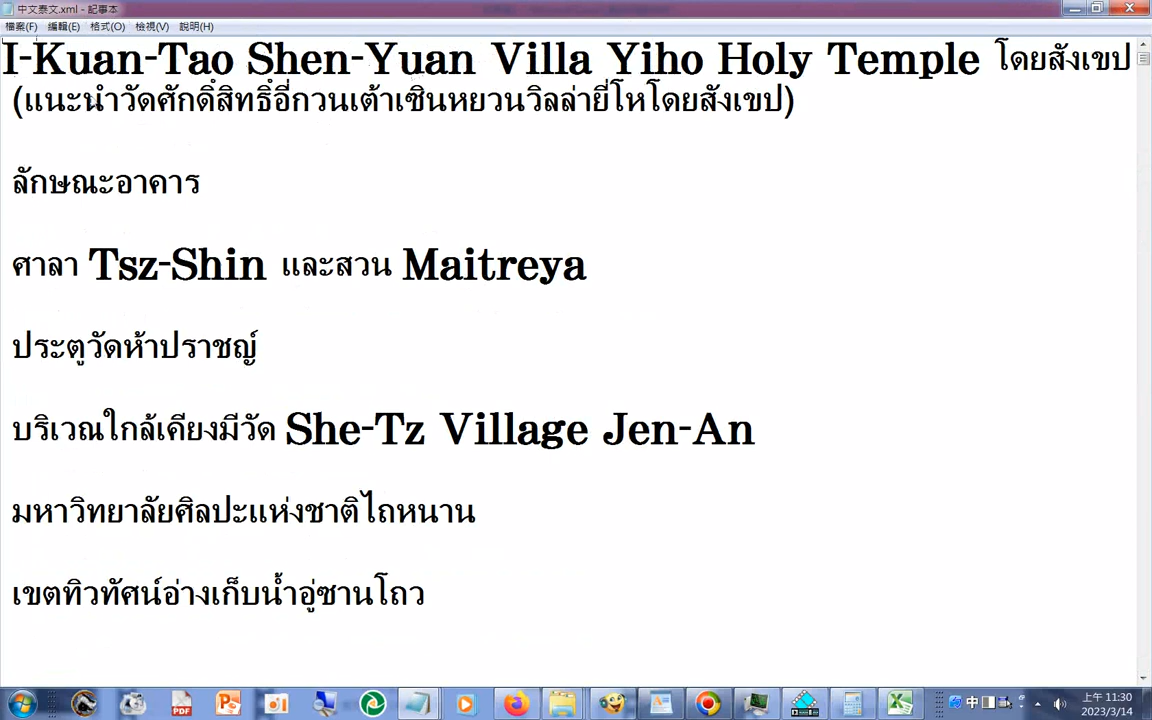 中文泰文.xml - 記事本
檔案(F) 編輯(E) 格式(O) 檢視(V) 說明(H)
I-Kuan-Tao Shen-Yuan Villa Yiho Holy Temple โดยสังเขป
(แนะนำวัดศักดิ์สิทธิ์อี่กวนเต้าเซินหยวนวิลล่ายี่โหโดยสังเขป)
ลักษณะอาคาร
ศาลา Tsz-Shin และสวน Maitreya
ประตูวัดห้าปราชญ์
บริเวณใกล้เคียงมีวัด She-Tz Village Jen-An
มหาวิทยาลัยศิลปะแห่งชาติไถหนาน
เขตทิวทัศน์อ่างเก็บน้ำอู่ซานโถว
中
上午 11:30
2023/3/14